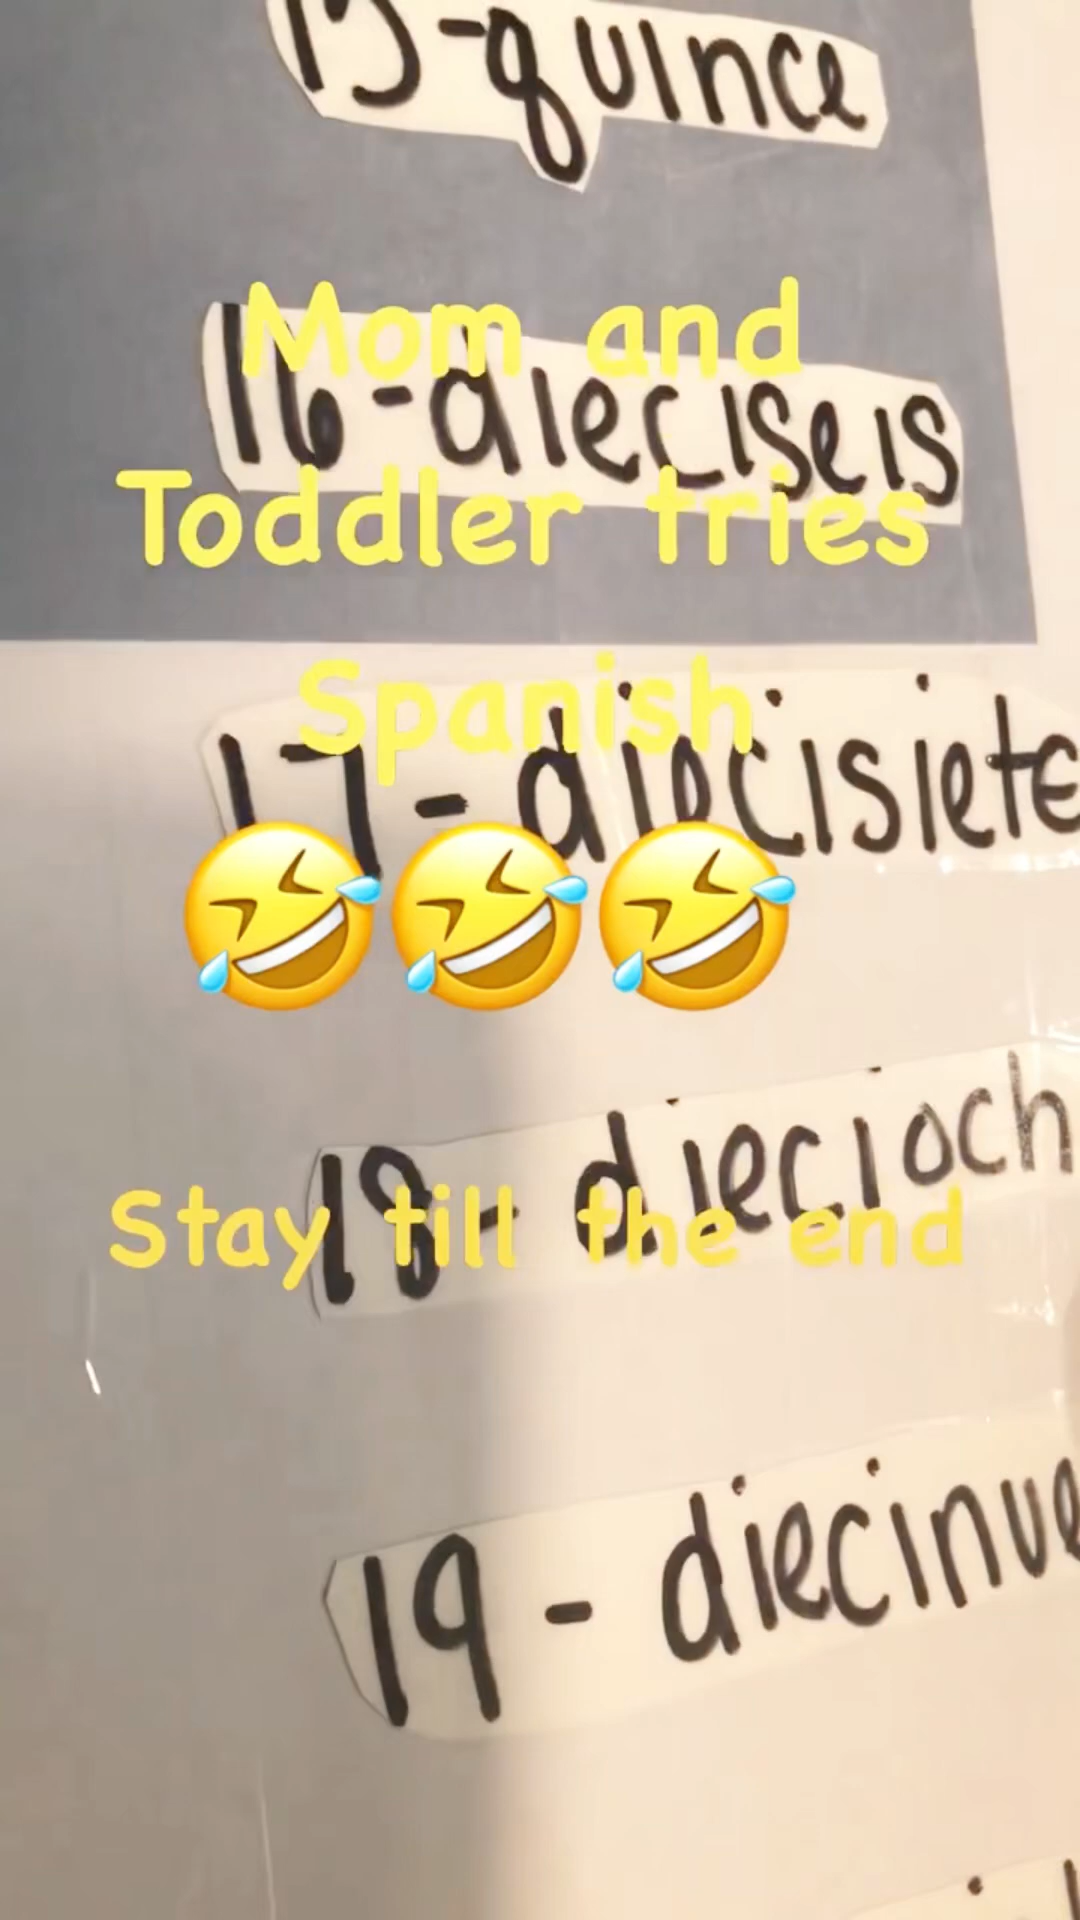 15-quince
Mom and
16-dieciseis
Toddler tries
Spanish
17-diecisiete
🤣🤣🤣
18- diecioch
Stay till the end
19 - diecinue